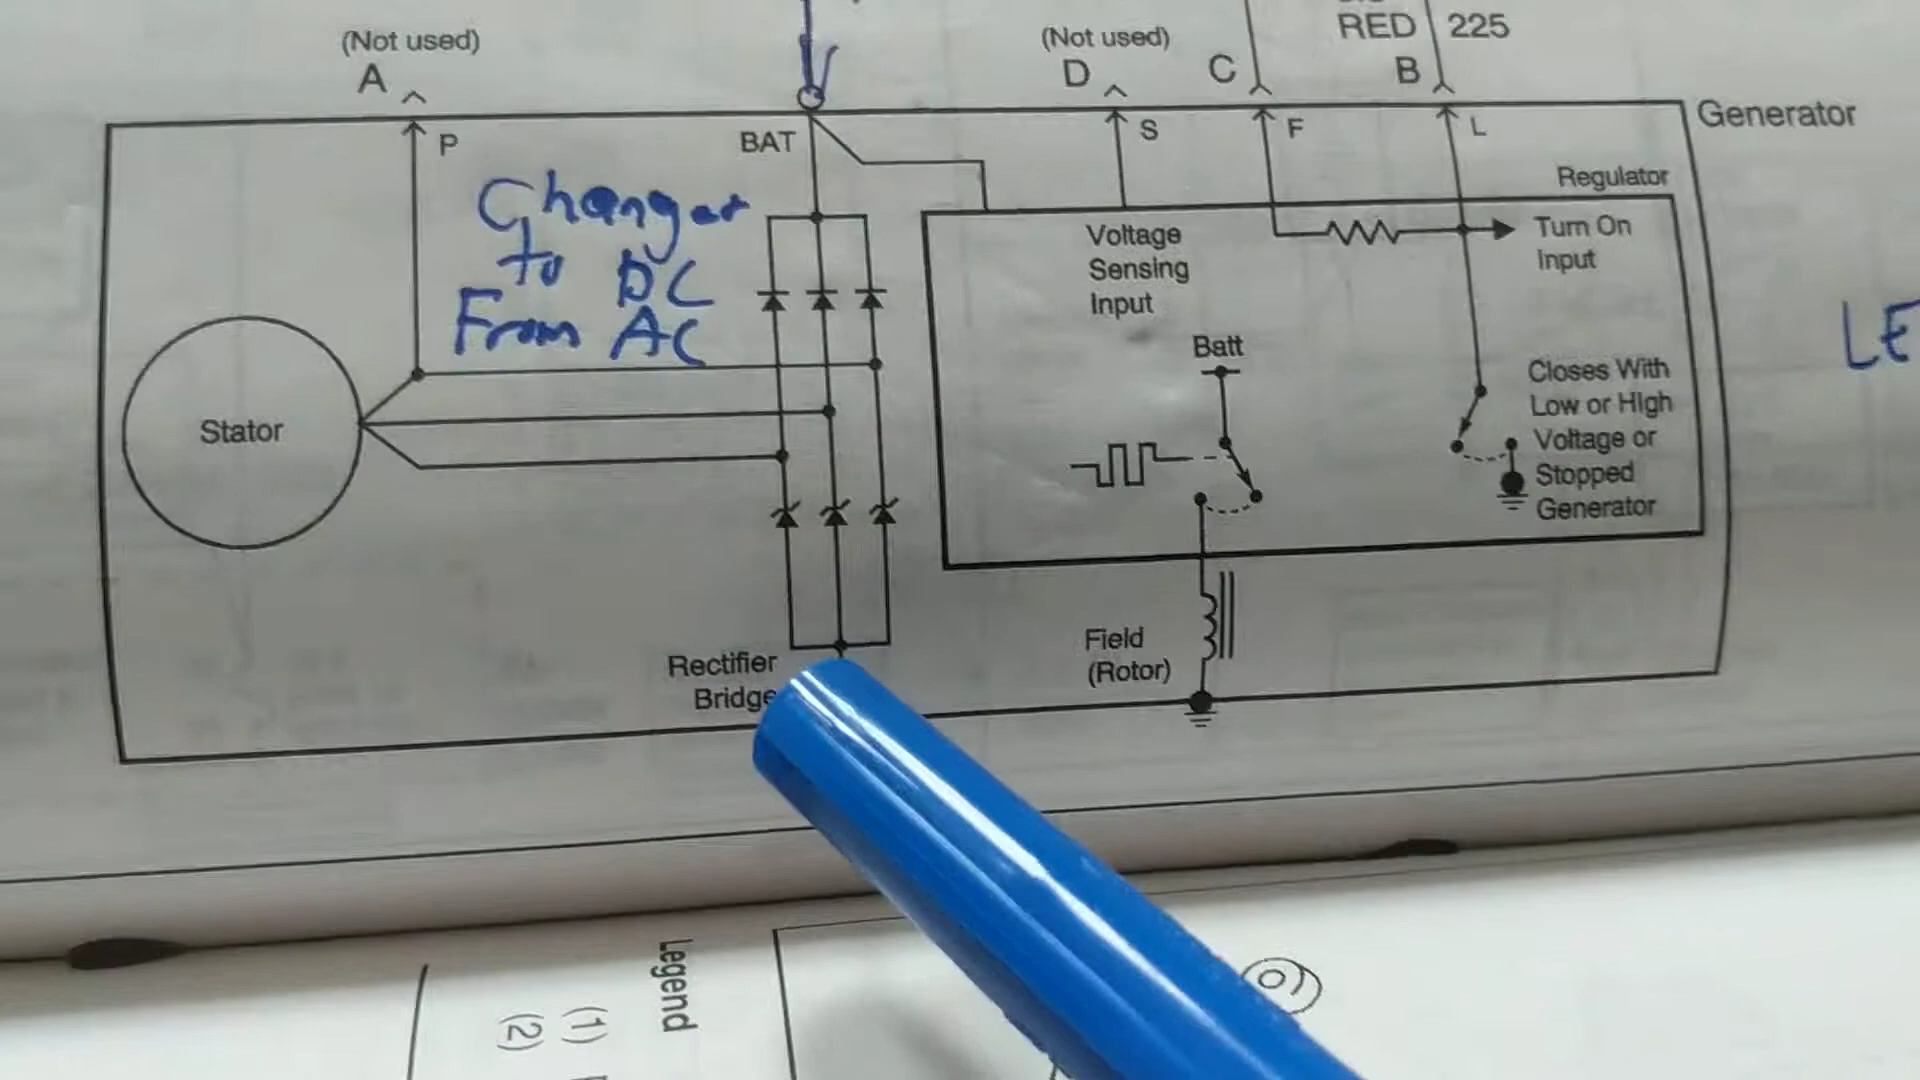 RED 225
(Not used)
A
(Not used)
D
C
B
Generator
P
BAT
S
F
L
Regulator
Changer
to DC
From AC
Voltage
Sensing
Input
Turn On
Input
Batt
Closes With
Low or High
Voltage or
Stopped
Generator
LE
Stator
Rectifier
Bridge
Field
(Rotor)
Legend
(1)
(2)